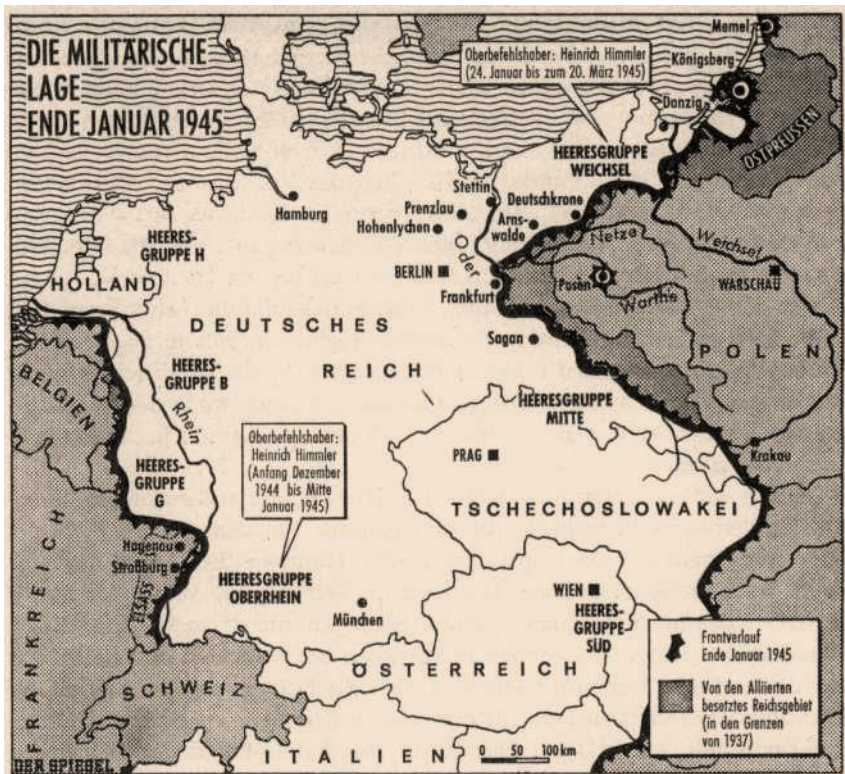 DIE MILITÄRISCHE
LAGE
ENDE JANUAR 1945
Oberbefehlshaber: Heinrich Himmler
(24. Januar bis zum 20. März 1945)
Memel
Königsberg
Danzig
OSTPREUSSEN
HEERESGRUPPE
WEICHSEL
Stettin
Deutschkrone
Prenzlau
Arns-
walde
Hohenlychen
Hamburg
HEERES-
GRUPPE H
HOLLAND
Oder
Netze
Weichsel
BERLIN
Posen
WARSCHAU
Frankfurt
Warthe
DEUTSCHES
REICH
Sagan
POLEN
BELGIEN
HEERES-
GRUPPE B
Rhein
HEERESGRUPPE
MITTE
Oberbefehlshaber:
Heinrich Himmler
(Anfang Dezember
1944 bis Mitte
Januar 1945)
PRAG
Krakau
HEERES-
GRUPPE
G
TSCHECHOSLOWAKEI
Hagenau
Straßburg
ELSASS
FRANKREICH
HEERESGRUPPE
OBERRHEIN
München
WIEN
HEERES-
GRUPPE
SÜD
ÖSTERREICH
SCHWEIZ
ITALIEN
0 50 100 km
Frontverlauf
Ende Januar 1945
Von den Alliierten
besetztes Reichsgebiet
(in den Grenzen
von 1937)
DER SPIEGEL